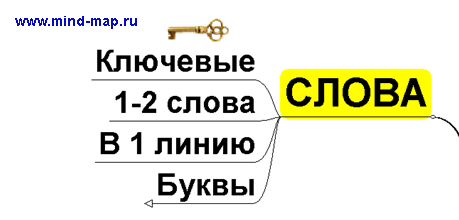 www.mind-map.ru
Ключевые
1-2 слова
В 1 линию
Буквы
СЛОВА